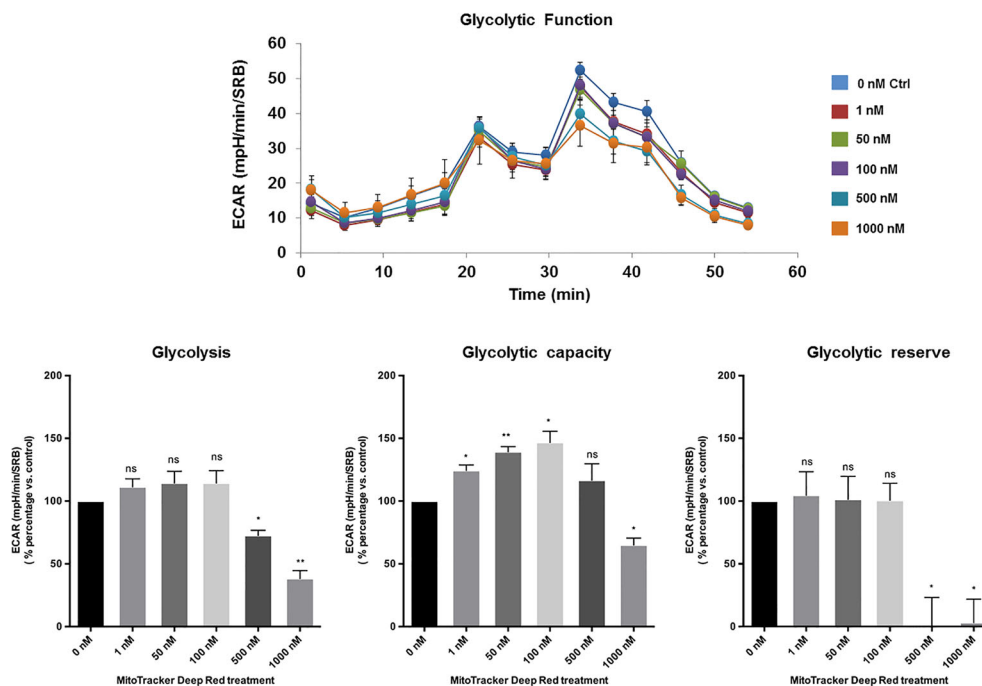 Glycolytic Function
60
50
40
30
20
10
0
ECAR (mpH/min/SRB)
0 10 20 30 40 50 60
Time (min)
0 nM Ctrl
1 nM
50 nM
100 nM
500 nM
1000 nM
Glycolysis
200
150
100
50
0
ECAR (mpH/min/SRB)
( % percentage vs. control)
ns ns ns * **
0 nM 1 nM 50 nM 100 nM 500 nM 1000 nM
MitoTracker Deep Red treatment
Glycolytic capacity
200
150
100
50
0
ECAR (mpH/min/SRB)
( % percentage vs. control)
* ** * ns *
0 nM 1 nM 50 nM 100 nM 500 nM 1000 nM
MitoTracker Deep Red treatment
Glycolytic reserve
200
150
100
50
0
ECAR (mpH/min/SRB)
( % percentage vs. control)
ns ns ns * *
0 nM 1 nM 50 nM 100 nM 500 nM 1000 nM
MitoTracker Deep Red treatment